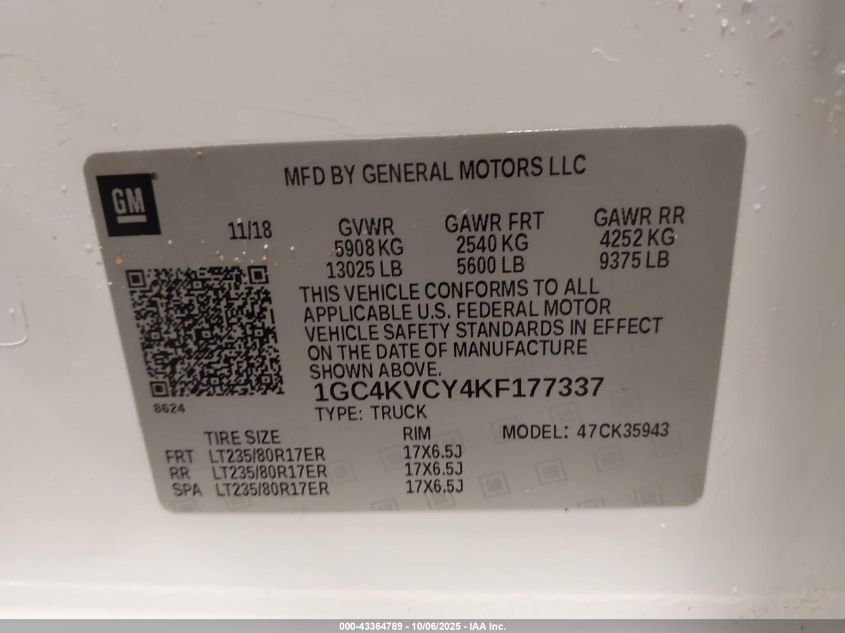 GM
MFD BY GENERAL MOTORS LLC
11/18
GVWR
GAWR FRT
GAWR RR
5908 KG
2540 KG
4252 KG
13025 LB
5600 LB
9375 LB
THIS VEHICLE CONFORMS TO ALL
APPLICABLE U.S. FEDERAL MOTOR
VEHICLE SAFETY STANDARDS IN EFFECT
ON THE DATE OF MANUFACTURE
SHOWN ABOVE.
8624
1GC4KVCY4KF177337
TYPE: TRUCK
TIRE SIZE
RIM
MODEL: 47CK35943
FRT LT235/80R17ER 17X6.5J
RR LT235/80R17ER 17X6.5J
SPA LT235/80R17ER 17X6.5J
000-43364789 - 10/06/2025 - IAA Inc.